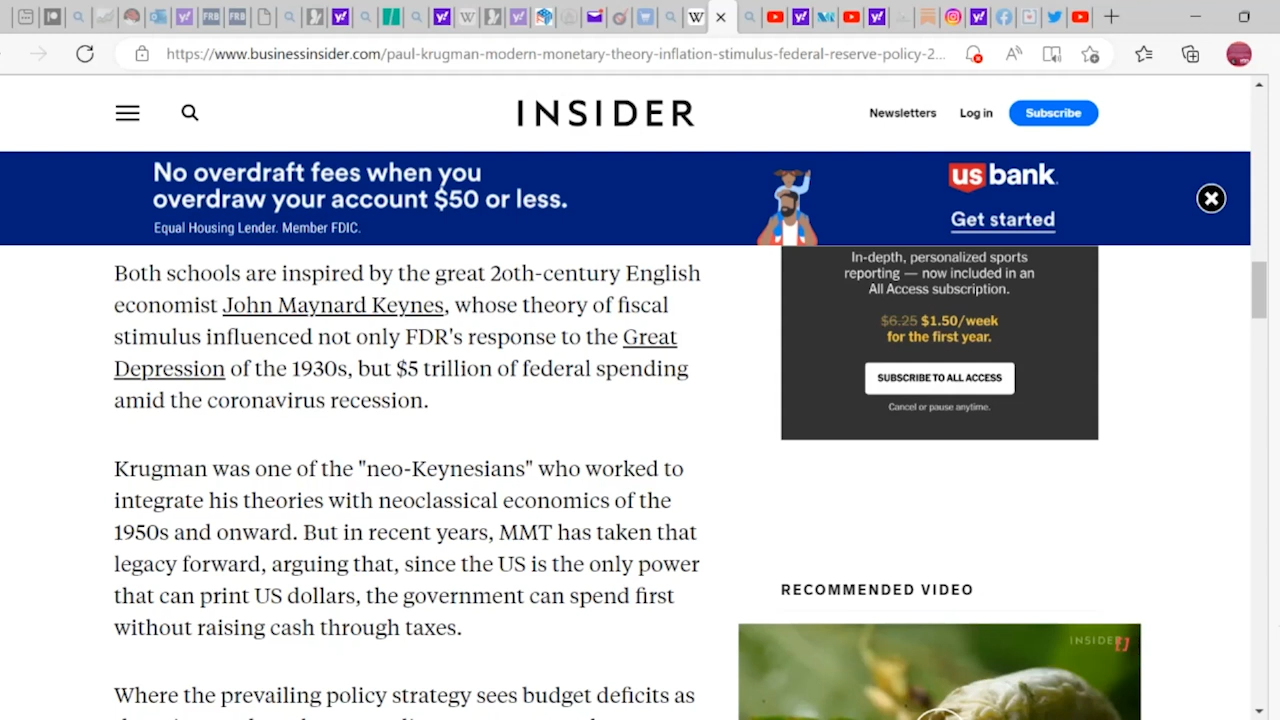 https://www.businessinsider.com/paul-krugman-modern-monetary-theory-inflation-stimulus-federal-reserve-policy-2...
INSIDER
Newsletters
Log in
Subscribe
No overdraft fees when you
overdraw your account $50 or less.
Equal Housing Lender. Member FDIC.
us bank.
Get started
Both schools are inspired by the great 20th-century English
economist John Maynard Keynes, whose theory of fiscal
stimulus influenced not only FDR's response to the Great
Depression of the 1930s, but $5 trillion of federal spending
amid the coronavirus recession.
Krugman was one of the "neo-Keynesians" who worked to
integrate his theories with neoclassical economics of the
1950s and onward. But in recent years, MMT has taken that
legacy forward, arguing that, since the US is the only power
that can print US dollars, the government can spend first
without raising cash through taxes.
Where the prevailing policy strategy sees budget deficits as
In-depth, personalized sports
reporting — now included in an
All Access subscription.
$6.25 $1.50/week
for the first year.
SUBSCRIBE TO ALL ACCESS
Cancel or pause anytime.
RECOMMENDED VIDEO
INSIDER